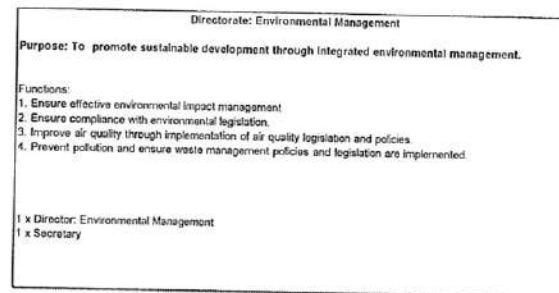 Directorate: Environmental Management
Purpose: To promote sustainable development through integrated environmental management.
Functions:
1. Ensure effective environmental impact management
2. Ensure compliance with environmental legislation.
3. Improve air quality through implementation of air quality legislation and policies.
4. Prevent pollution and ensure waste management policies and legislation are implemented.
1 x Director: Environmental Management
1 x Secretary